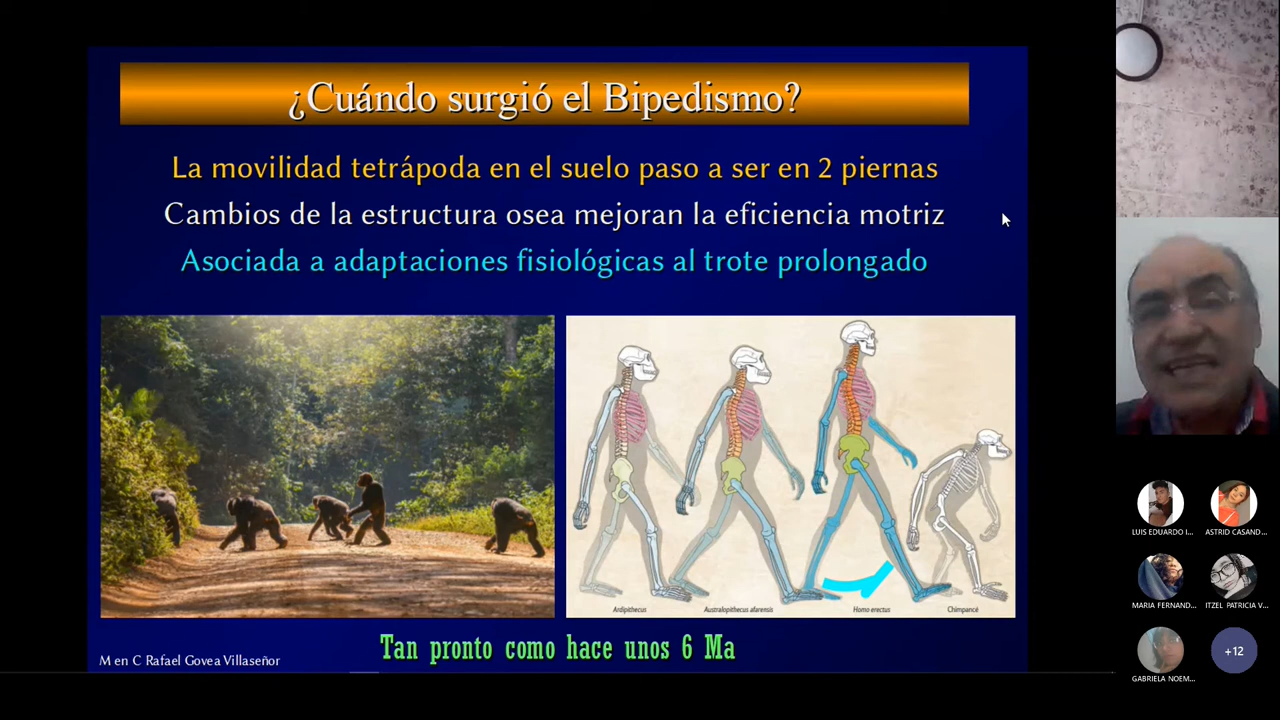 ¿Cuándo surgió el Bipedismo?
La movilidad tetrápoda en el suelo paso a ser en 2 piernas
Cambios de la estructura osea mejoran la eficiencia motriz
Asociada a adaptaciones fisiológicas al trote prolongado
Ardipithecus
Australopithecus afarensis
Homo erectus
Chimpancé
Tan pronto como hace unos 6 Ma
M en C Rafael Govea Villaseñor
LUIS EDUARDO I...
ASTRID CASAND...
MARIA FERNAND...
ITZEL PATRICIA V...
GABRIELA NOEM...
+12